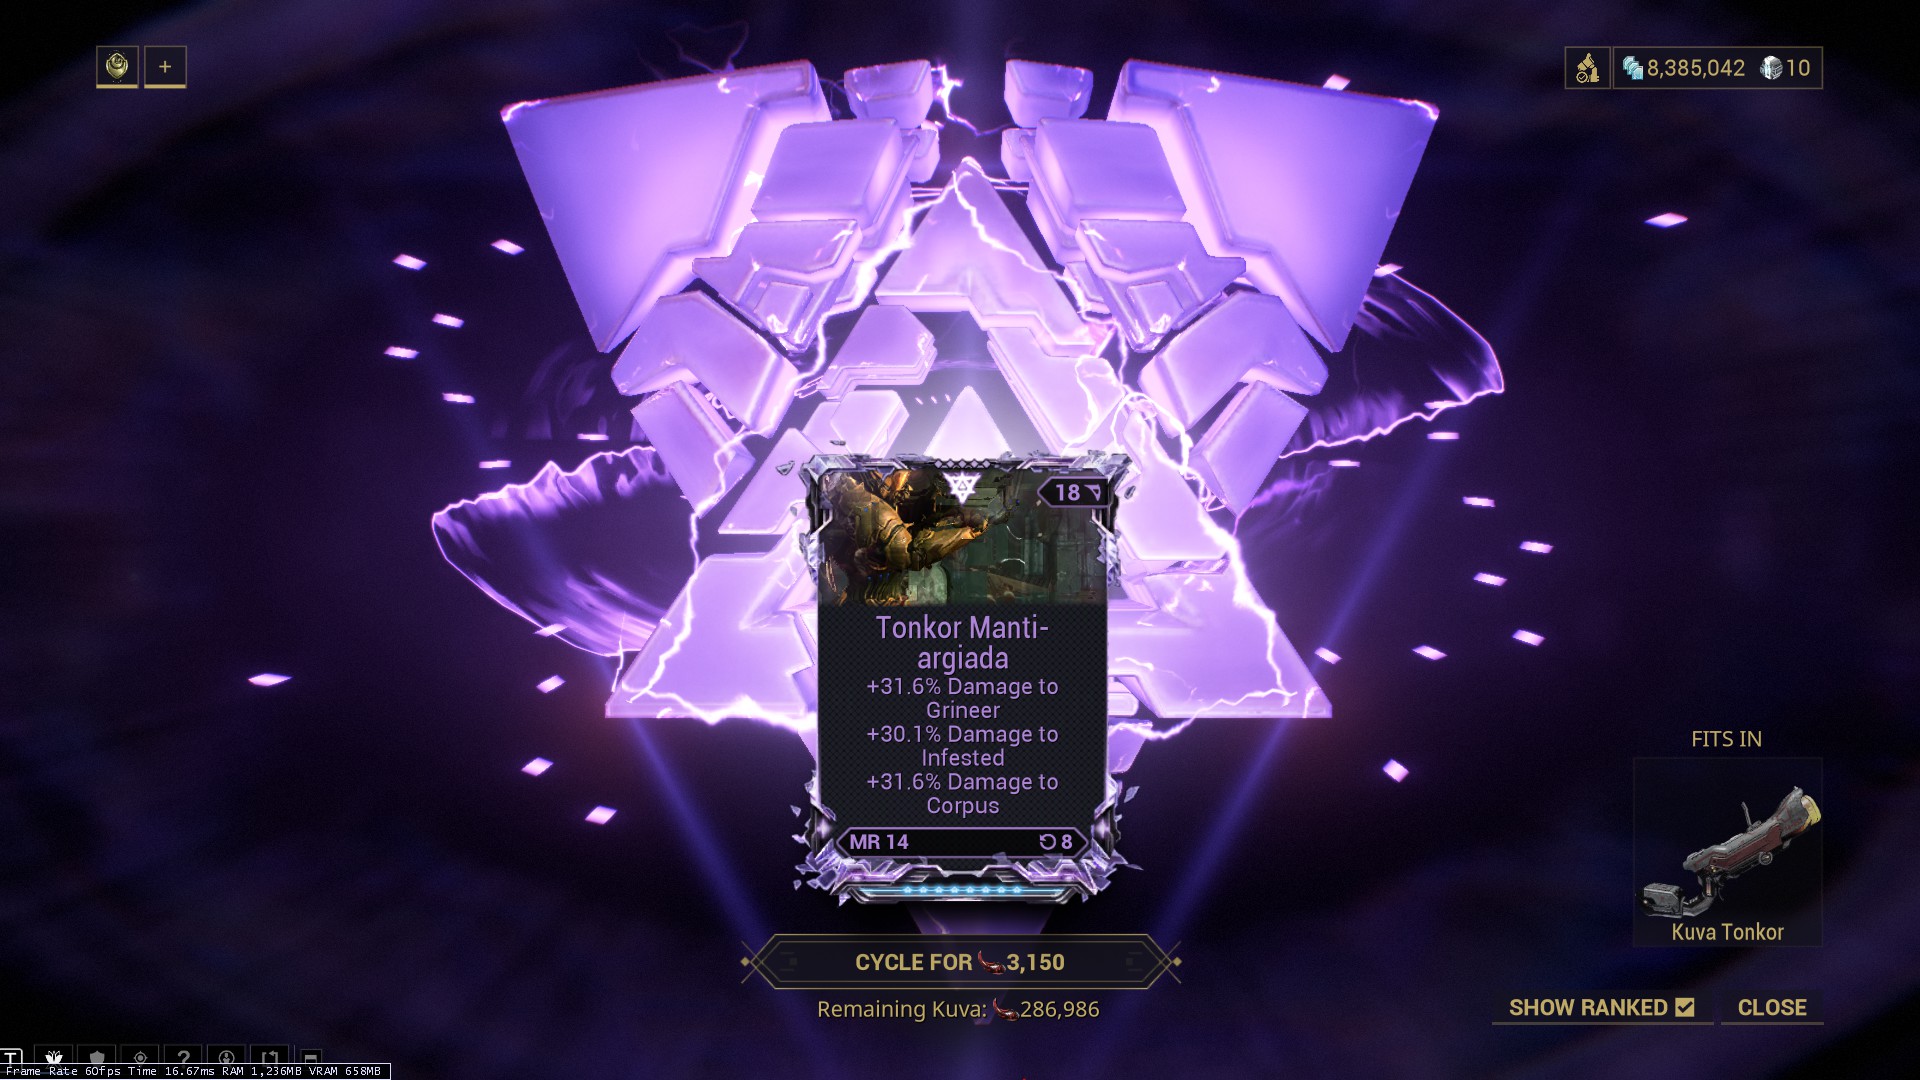 +
8,385,042 10
18
Tonkor Manti-
argiada
+31.6% Damage to
Grineer
+30.1% Damage to
Infested
+31.6% Damage to
Corpus
MR 14 8
FITS IN
Kuva Tonkor
CYCLE FOR 3,150
Remaining Kuva: 286,986
SHOW RANKED CLOSE
T ?
Frame Rate 60fps Time 16.67ms RAM 1,236MB VRAM 658MB